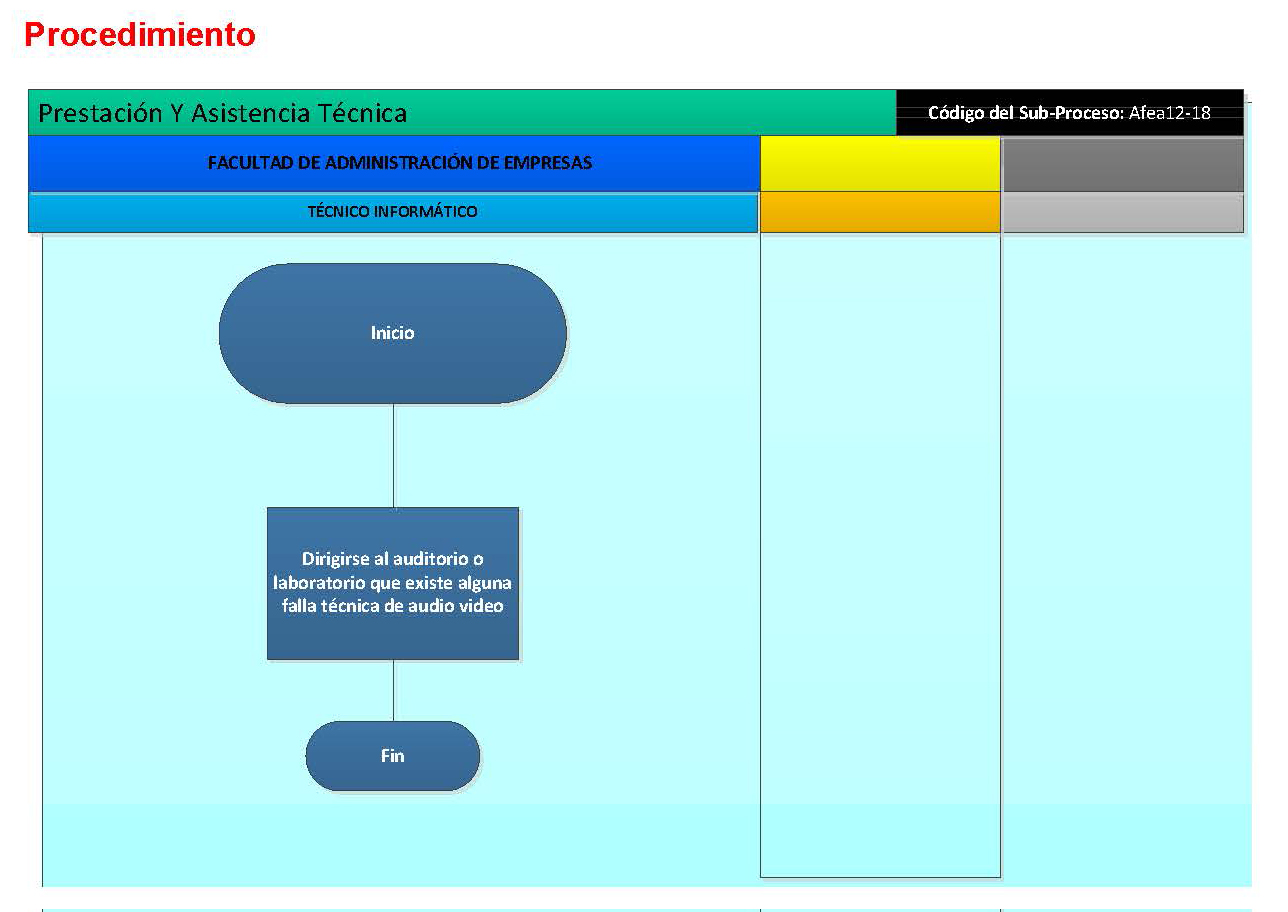 Procedimiento
Prestación Y Asistencia Técnica
Código del Sub-Proceso: Afea12-18
FACULTAD DE ADMINISTRACIÓN DE EMPRESAS
TÉCNICO INFORMÁTICO
Inicio
Dirigirse al auditorio o
laboratorio que existe alguna
falla técnica de audio video
Fin